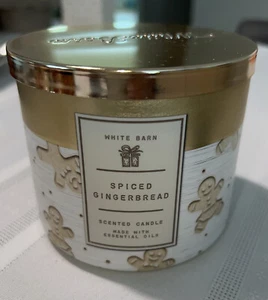 WHITE BARN
SPICED
GINGERBREAD
SCENTED CANDLE
MADE WITH
ESSENTIAL OILS